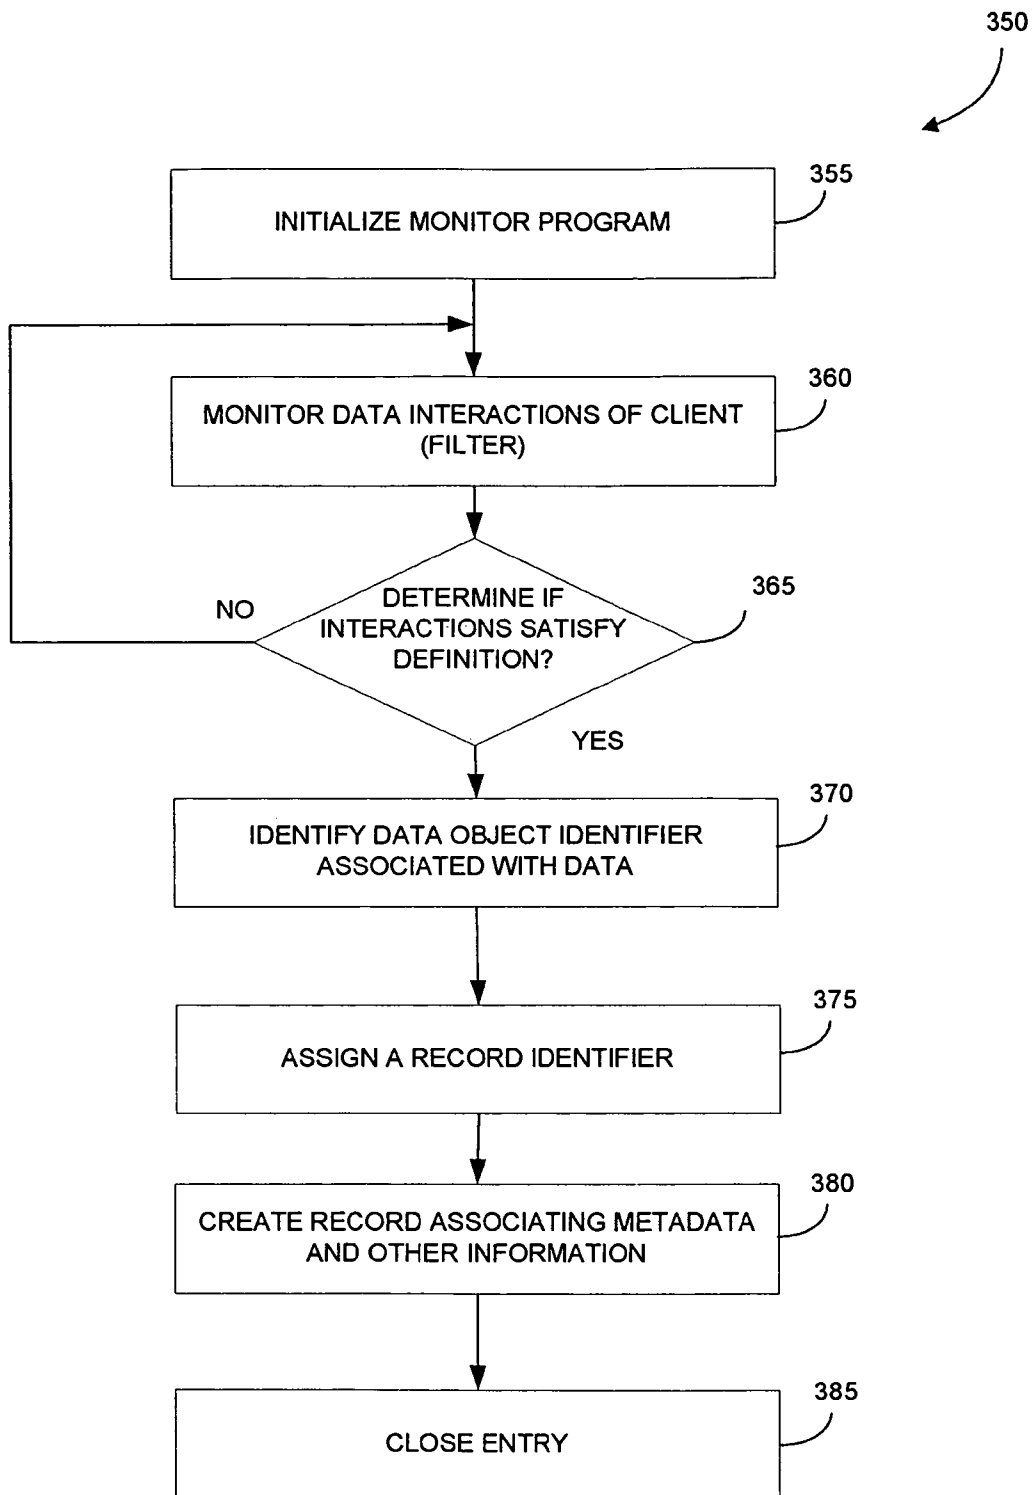 350
355
INITIALIZE MONITOR PROGRAM
360
MONITOR DATA INTERACTIONS OF CLIENT
(FILTER)
365
NO
DETERMINE IF
INTERACTIONS SATISFY
DEFINITION?
YES
370
IDENTIFY DATA OBJECT IDENTIFIER
ASSOCIATED WITH DATA
375
ASSIGN A RECORD IDENTIFIER
380
CREATE RECORD ASSOCIATING METADATA
AND OTHER INFORMATION
385
CLOSE ENTRY